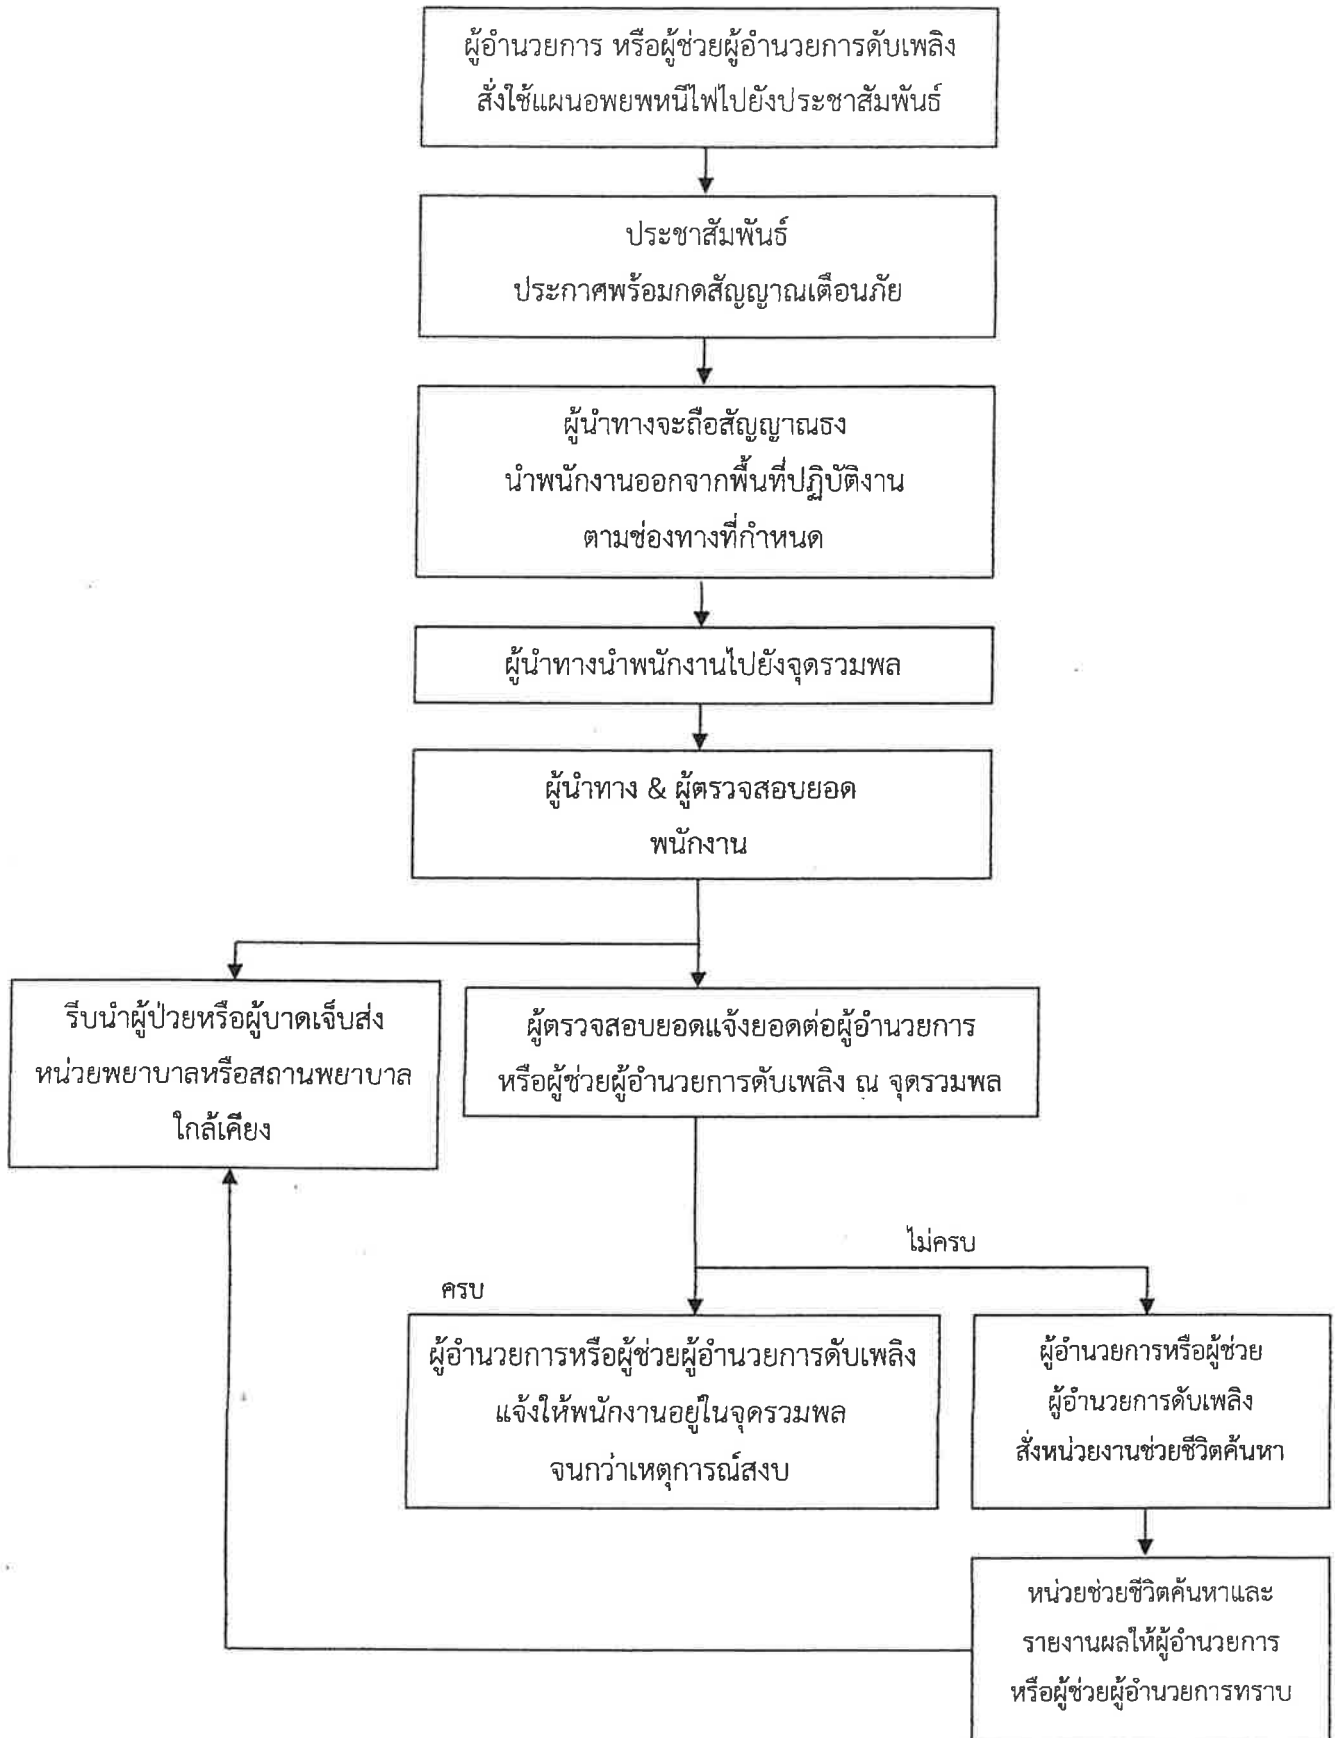 ผู้อำนวยการ หรือผู้ช่วยผู้อำนวยการดับเพลิง
สั่งใช้แผนอพยพหนีไฟไปยังประชาสัมพันธ์
ประชาสัมพันธ์
ประกาศพร้อมกดสัญญาณเตือนภัย
ผู้นำทางจะถือสัญญาณธง
นำพนักงานออกจากพื้นที่ปฏิบัติงาน
ตามช่องทางที่กำหนด
ผู้นำทางนำพนักงานไปยังจุดรวมพล
ผู้นำทาง & ผู้ตรวจสอบยอด
พนักงาน
รีบนำผู้ป่วยหรือผู้บาดเจ็บส่ง
หน่วยพยาบาลหรือสถานพยาบาล
ใกล้เคียง
ผู้ตรวจสอบยอดแจ้งยอดต่อผู้อำนวยการ
หรือผู้ช่วยผู้อำนวยการดับเพลิง ณ จุดรวมพล
ไม่ครบ
ครบ
ผู้อำนวยการหรือผู้ช่วยผู้อำนวยการดับเพลิง
แจ้งให้พนักงานอยู่ในจุดรวมพล
จนกว่าเหตุการณ์สงบ
ผู้อำนวยการหรือผู้ช่วย
ผู้อำนวยการดับเพลิง
สั่งหน่วยงานช่วยชีวิตค้นหา
หน่วยช่วยชีวิตค้นหาและ
รายงานผลให้ผู้อำนวยการ
หรือผู้ช่วยผู้อำนวยการทราบ